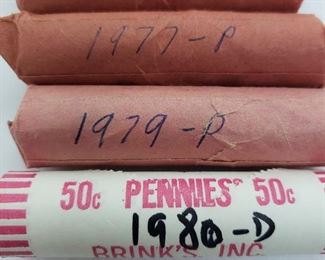 1977-P
1979-P
50c PENNIES 50c
1980-D
BRINK'S, INC.